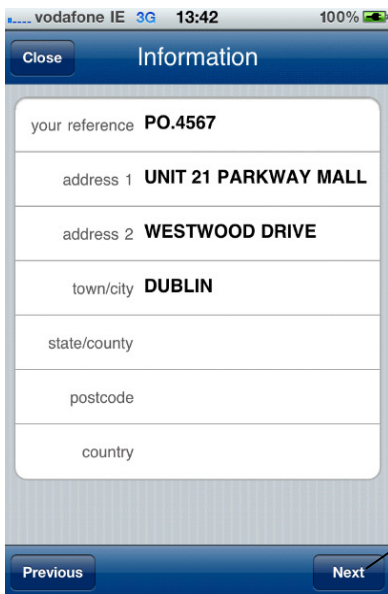 vodafone IE 3G 13:42 100%
Close Information
your reference PO.4567
address 1 UNIT 21 PARKWAY MALL
address 2 WESTWOOD DRIVE
town/city DUBLIN
state/county
postcode
country
Previous Next